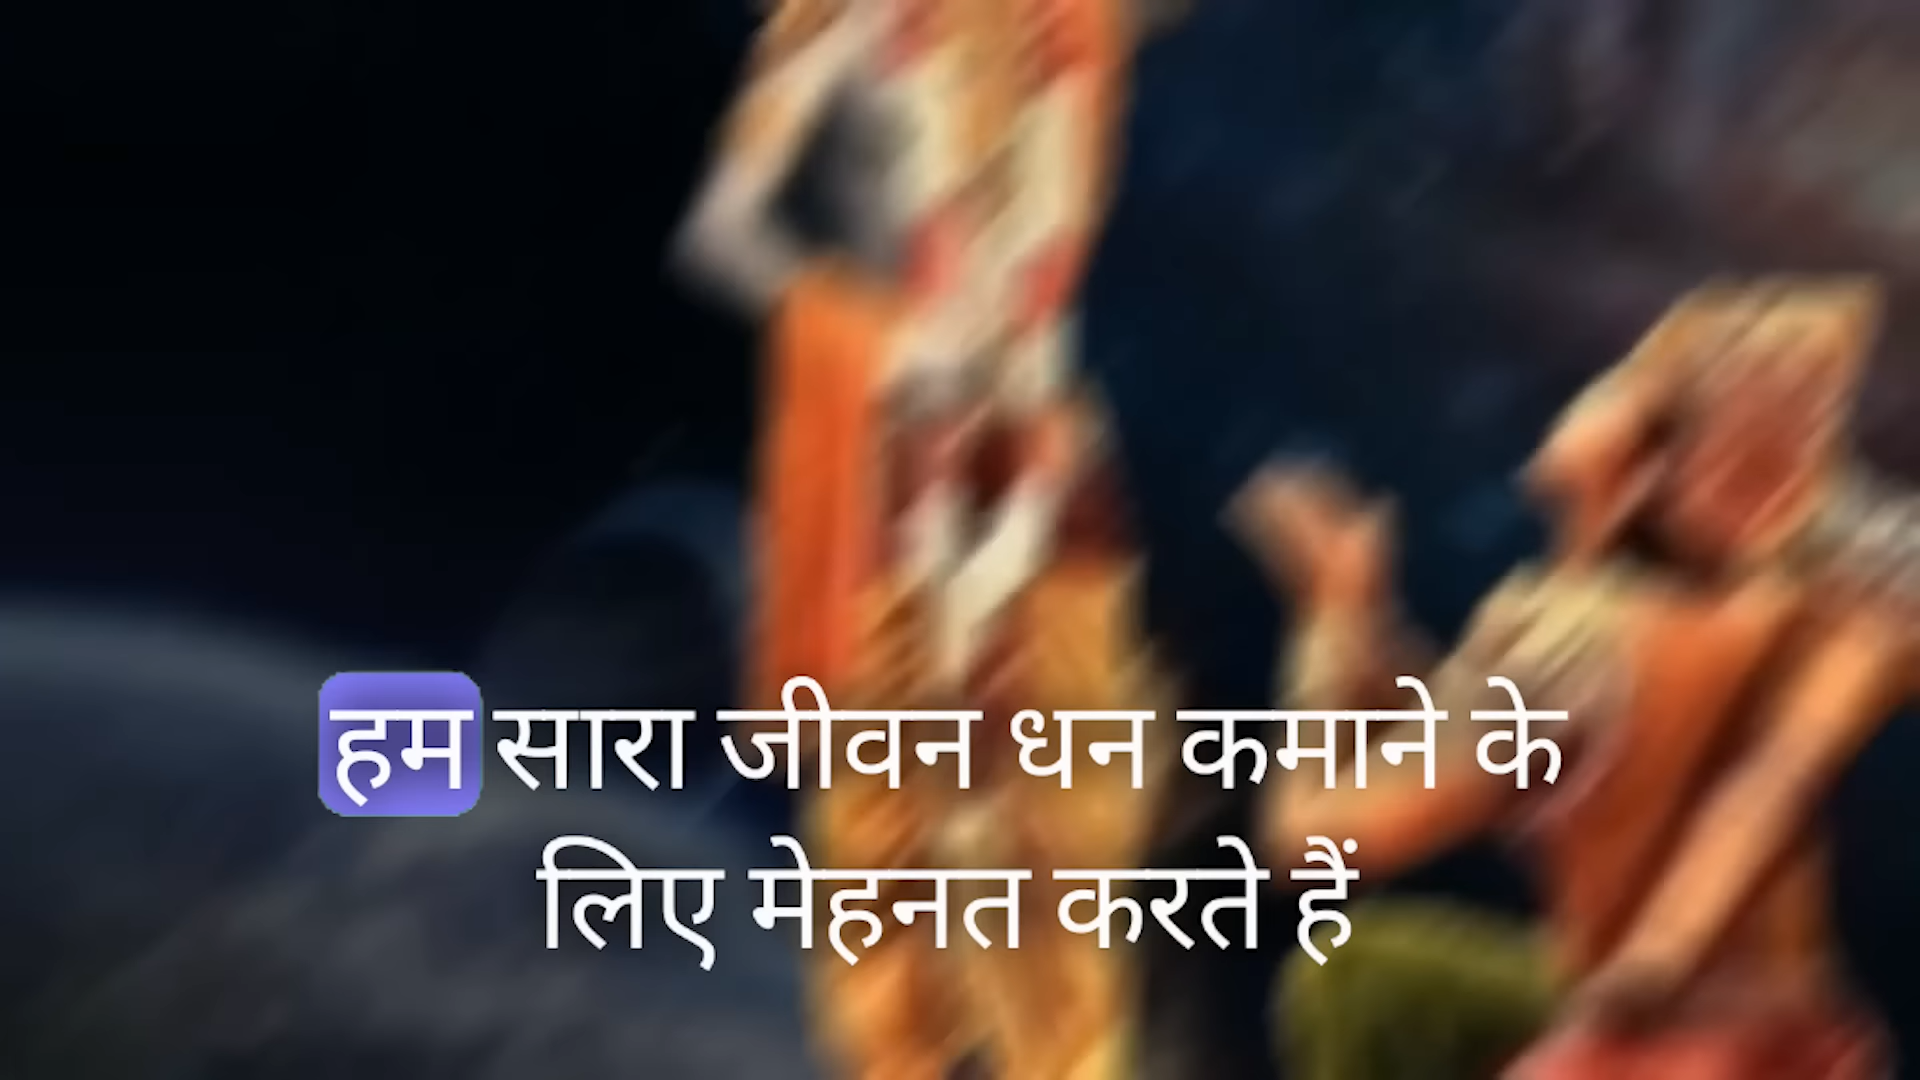 हम सारा जीवन धन कमाने के
लिए मेहनत करते हैं